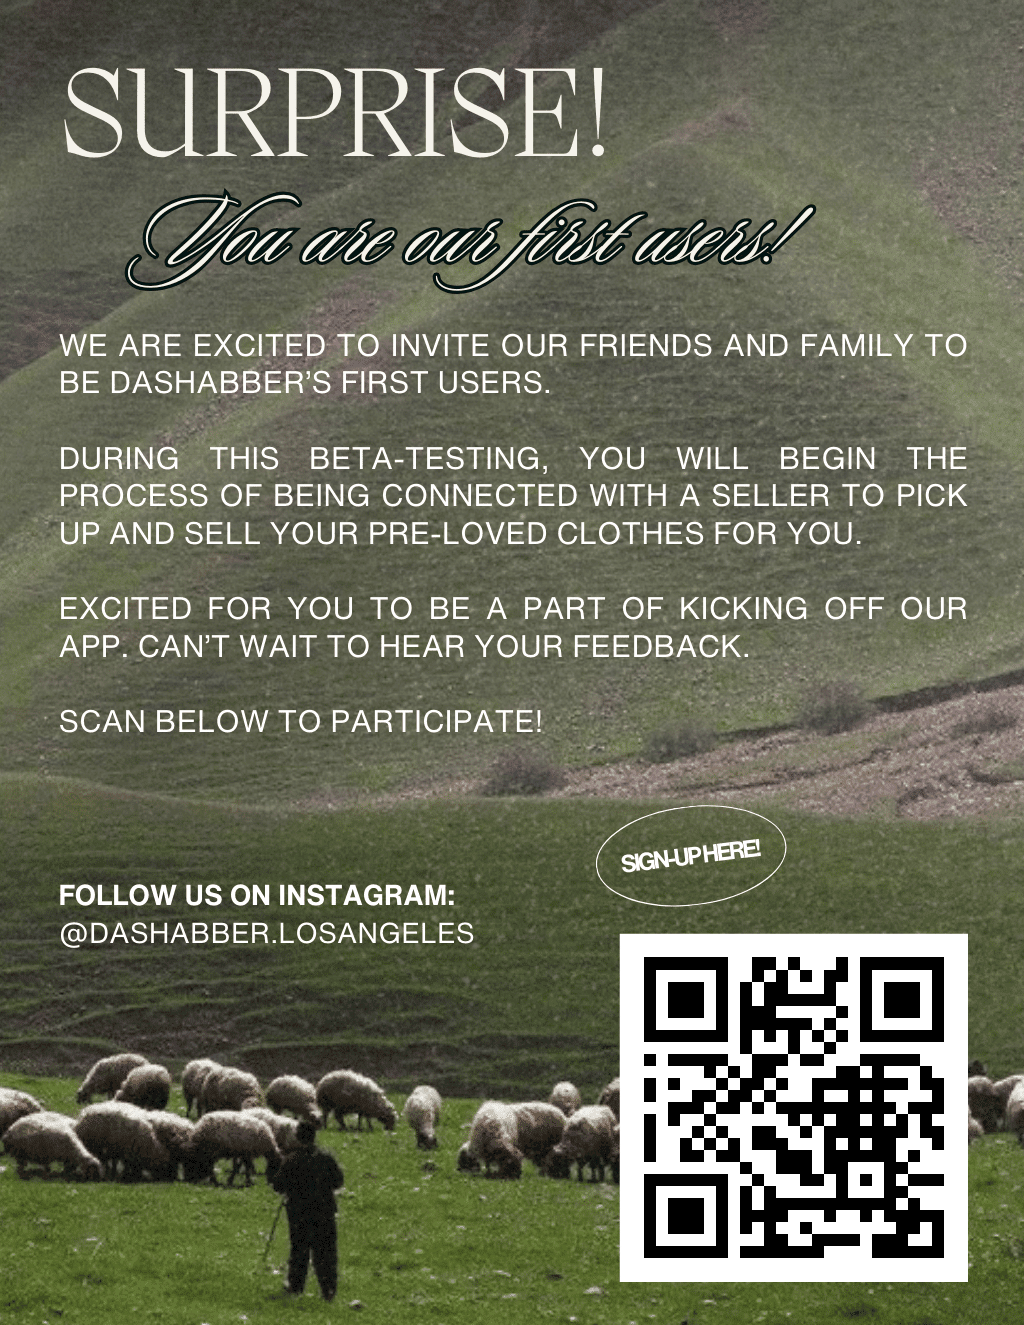 SURPRISE!
You are our first users!
WE ARE EXCITED TO INVITE OUR FRIENDS AND FAMILY TO
BE DASHABBER’S FIRST USERS.
DURING THIS BETA-TESTING, YOU WILL BEGIN THE
PROCESS OF BEING CONNECTED WITH A SELLER TO PICK
UP AND SELL YOUR PRE-LOVED CLOTHES FOR YOU.
EXCITED FOR YOU TO BE A PART OF KICKING OFF OUR
APP. CAN’T WAIT TO HEAR YOUR FEEDBACK.
SCAN BELOW TO PARTICIPATE!
SIGN-UP HERE!
FOLLOW US ON INSTAGRAM:
@DASHABBER.LOSANGELES